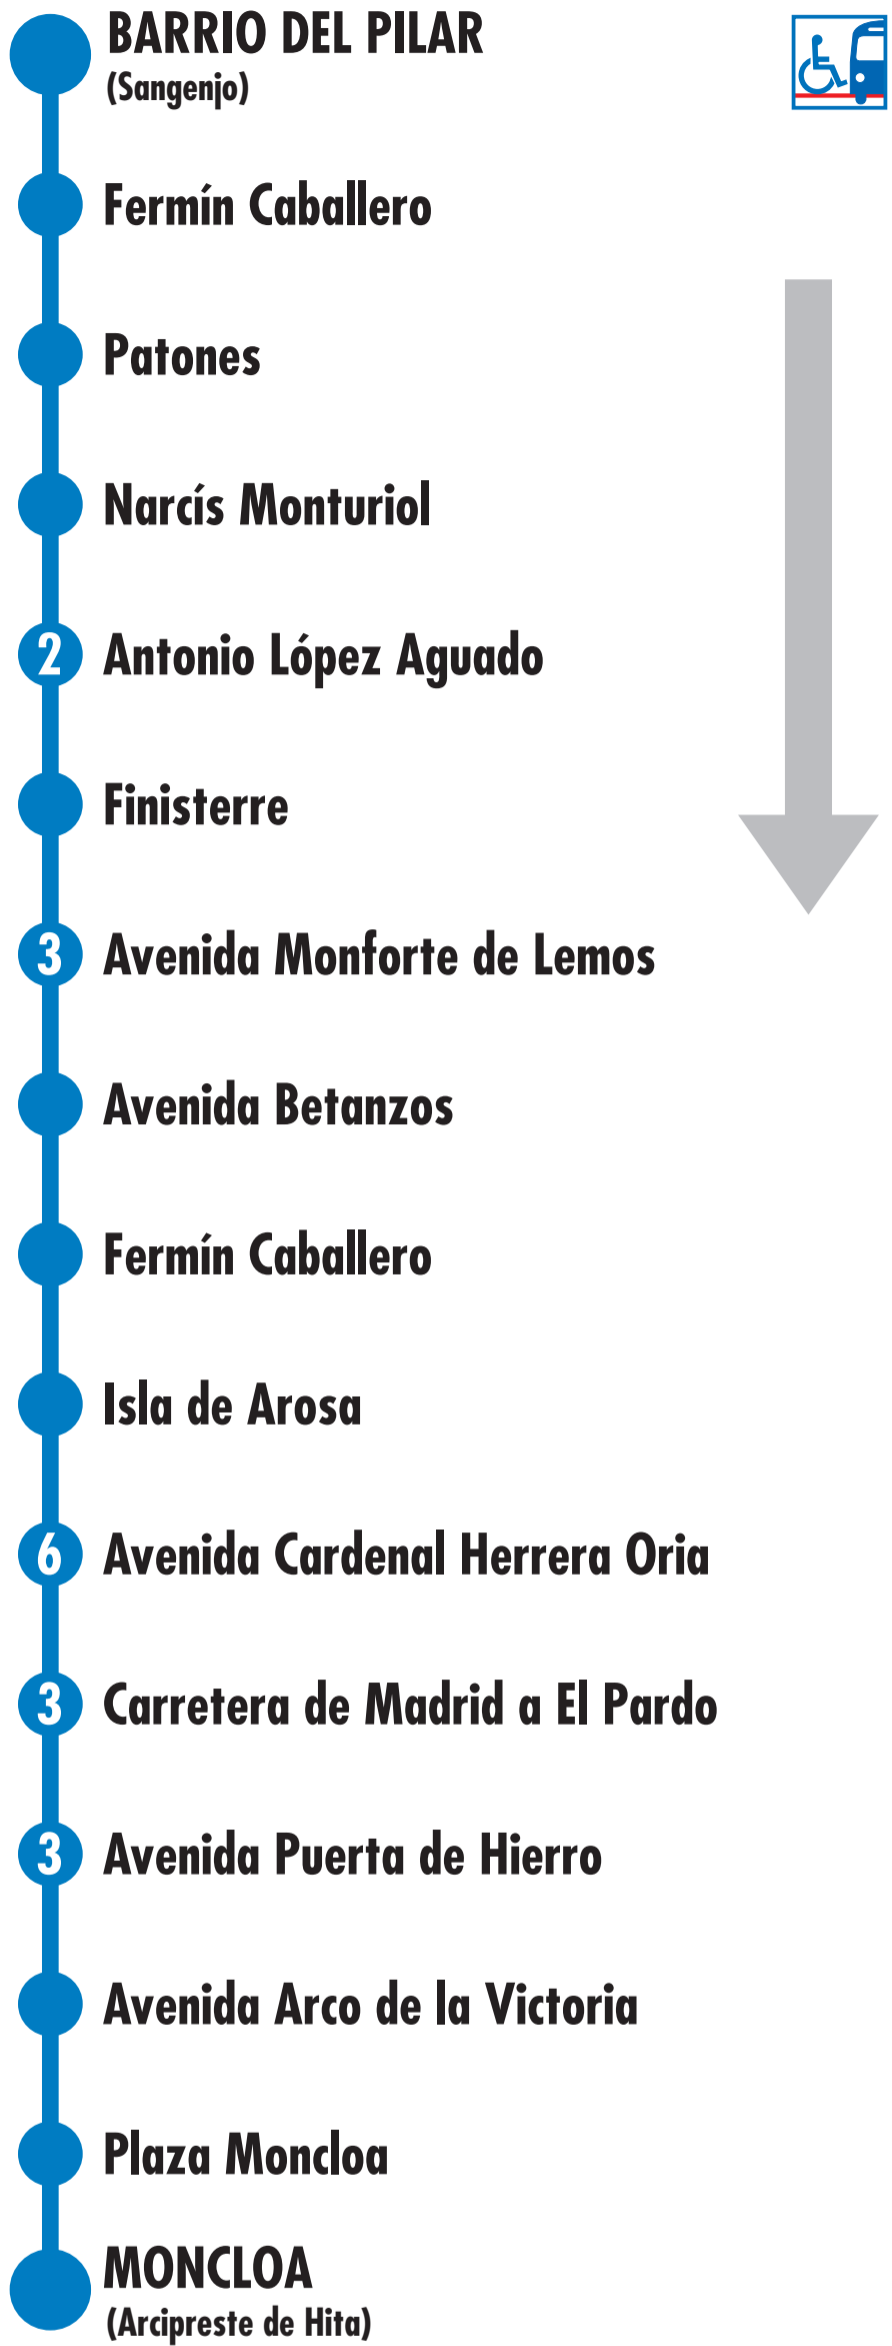 BARRIO DEL PILAR
(Sangenjo)
Fermín Caballero
Patones
Narcís Monturiol
2 Antonio López Aguado
Finisterre
3 Avenida Monforte de Lemos
Avenida Betanzos
Fermín Caballero
Isla de Arosa
6 Avenida Cardenal Herrera Oria
3 Carretera de Madrid a El Pardo
3 Avenida Puerta de Hierro
Avenida Arco de la Victoria
Plaza Moncloa
MONCLOA
(Arcipreste de Hita)